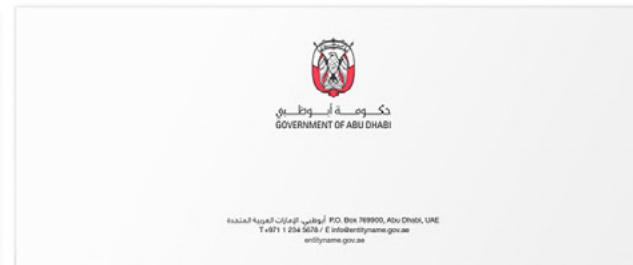 حكومة أبوظبي
GOVERNMENT OF ABU DHABI
أبوظبي، الإمارات العربية المتحدة P.O. Box 769900, Abu Dhabi, UAE
T +971 1 234 5678 / E info@entityname.gov.ae
entityname.gov.ae